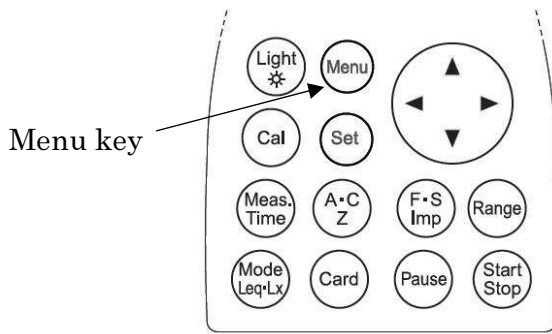 Light
Menu
Menu key
Cal
Set
Meas.
Time
A·C
Z
F·S
Imp
Range
Mode
Leq·Lx
Card
Pause
Start
Stop